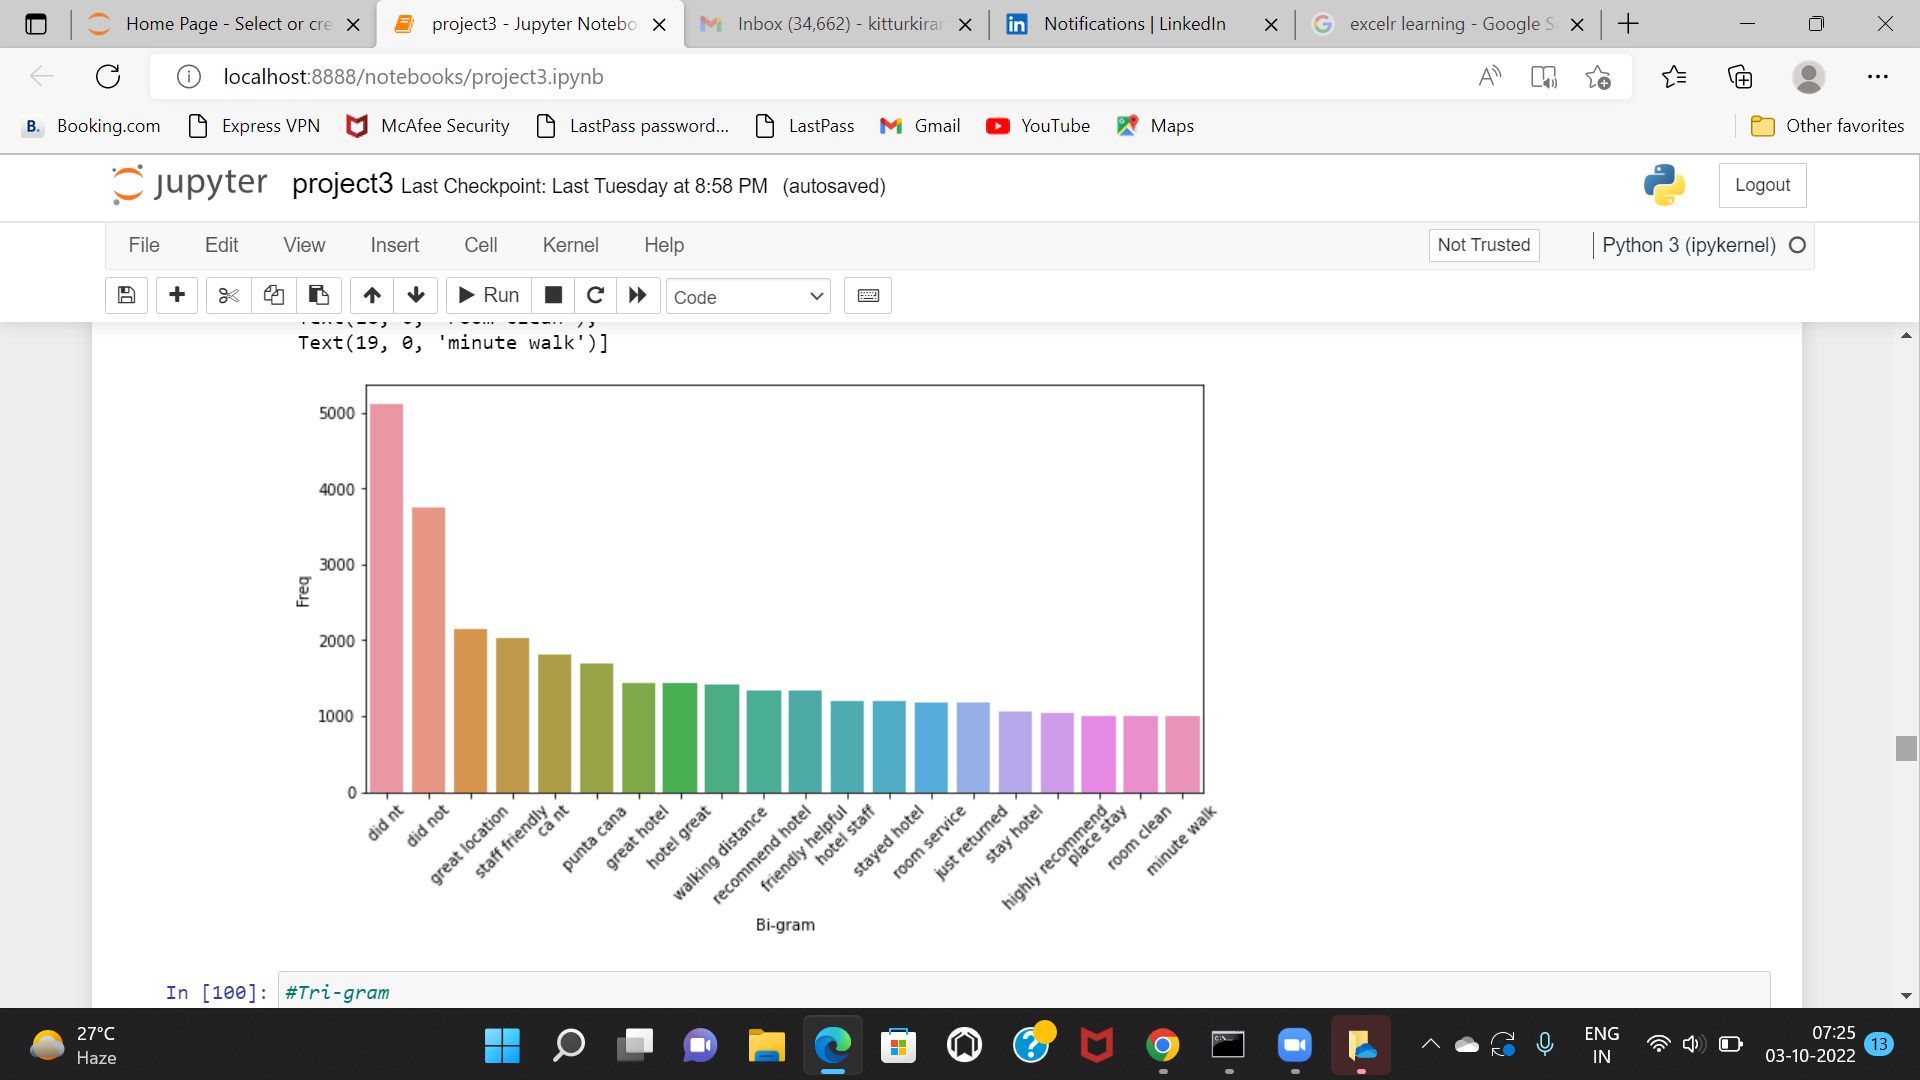 Home Page - Select or cre
project3 - Jupyter Notebo
Inbox (34,662) - kitturkirar
Notifications | LinkedIn
excelr learning - Google S
localhost:8888/notebooks/project3.ipynb
B. Booking.com
Express VPN
McAfee Security
LastPass password...
LastPass
Gmail
YouTube
Maps
Other favorites
jupyter project3 Last Checkpoint: Last Tuesday at 8:58 PM (autosaved)
Logout
File Edit View Insert Cell Kernel Help
Not Trusted
Python 3 (ipykernel)
Run
Code
Text(19, 0, 'minute walk')]
5000
4000
3000
2000
1000
0
Freq
did nt
did not
great location
staff friendly
ca nt
punta cana
great hotel
hotel great
walking distance
recommend hotel
friendly helpful
hotel staff
stayed hotel
room service
just returned
stay hotel
highly recommend
place stay
room clean
minute walk
Bi-gram
In [100]: #Tri-gram
27°C
Haze
ENG
IN
07:25
03-10-2022
13